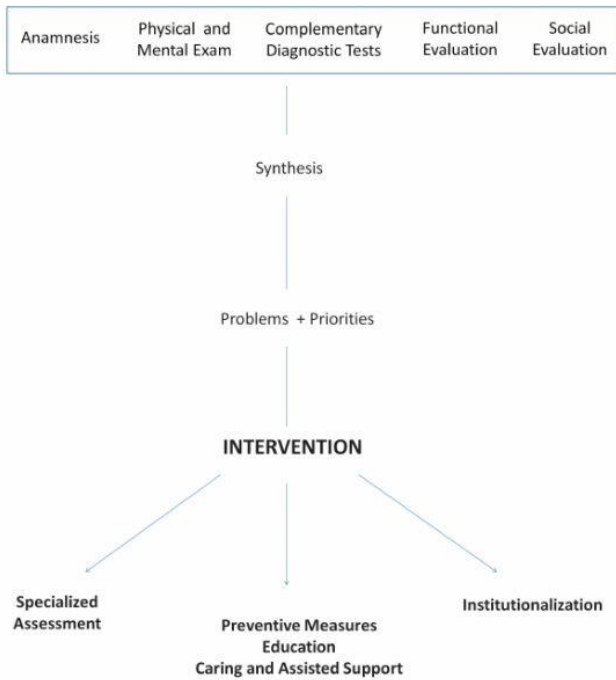 Anamnesis
Physical and
Mental Exam
Complementary
Diagnostic Tests
Functional
Evaluation
Social
Evaluation
Synthesis
Problems + Priorities
INTERVENTION
Specialized
Assessment
Preventive Measures
Education
Caring and Assisted Support
Institutionalization